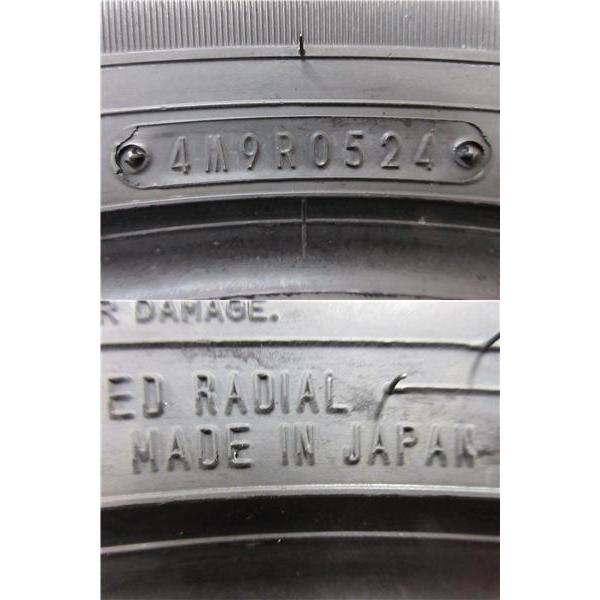 4M9R0524
R DAMAGE.
ED RADIAL
MADE IN JAPAN